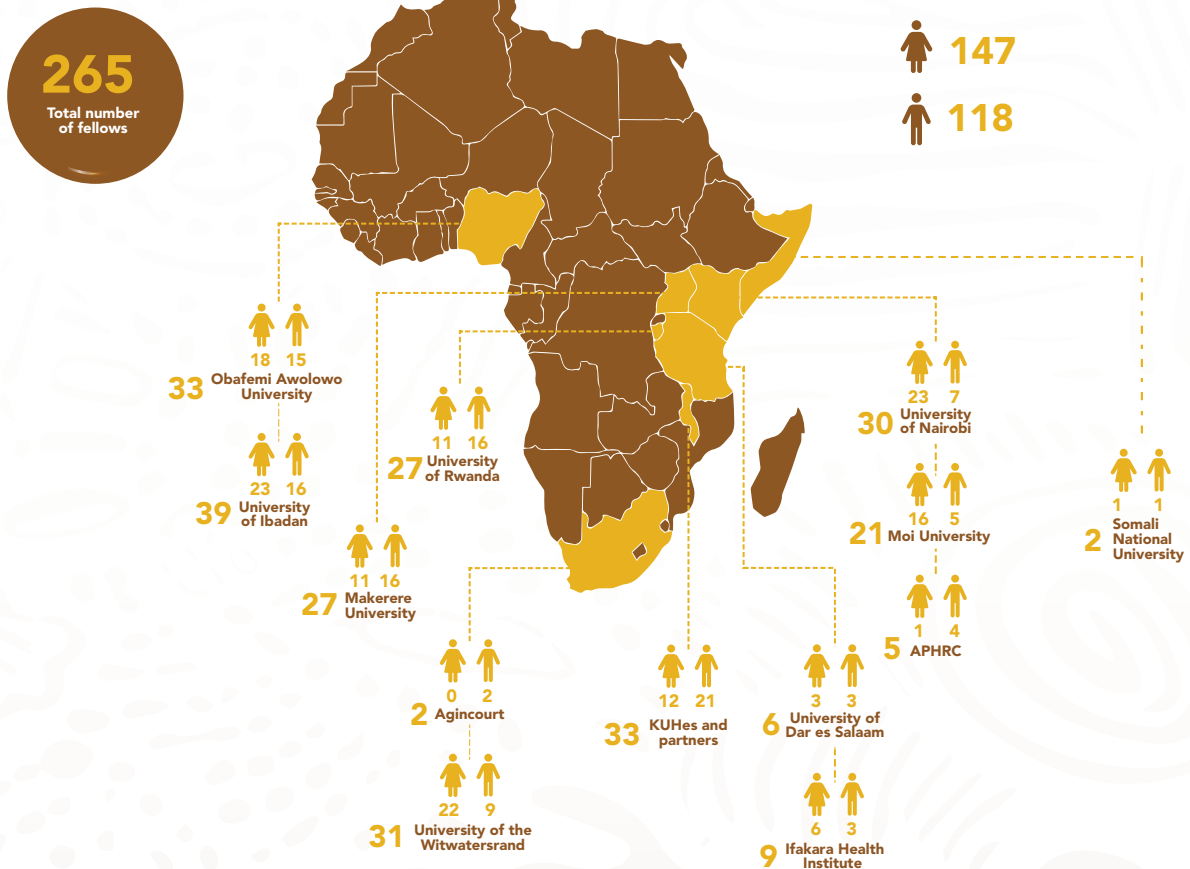 265
Total number
of fellows
147
118
18 15
33 Obafemi Awolowo
University
23 16
39 University
of Ibadan
11 16
27 Makerere
University
11 16
27 University
of Rwanda
0 2
2 Agincourt
22 9
31 University of the
Witwatersrand
12 21
33 KUHes and
partners
3 3
6 University of
Dar es Salaam
6 3
9 Ifakara Health
Institute
23 7
30 University
of Nairobi
16 5
21 Moi University
1 4
5 APHRC
1 1
2 Somali
National
University